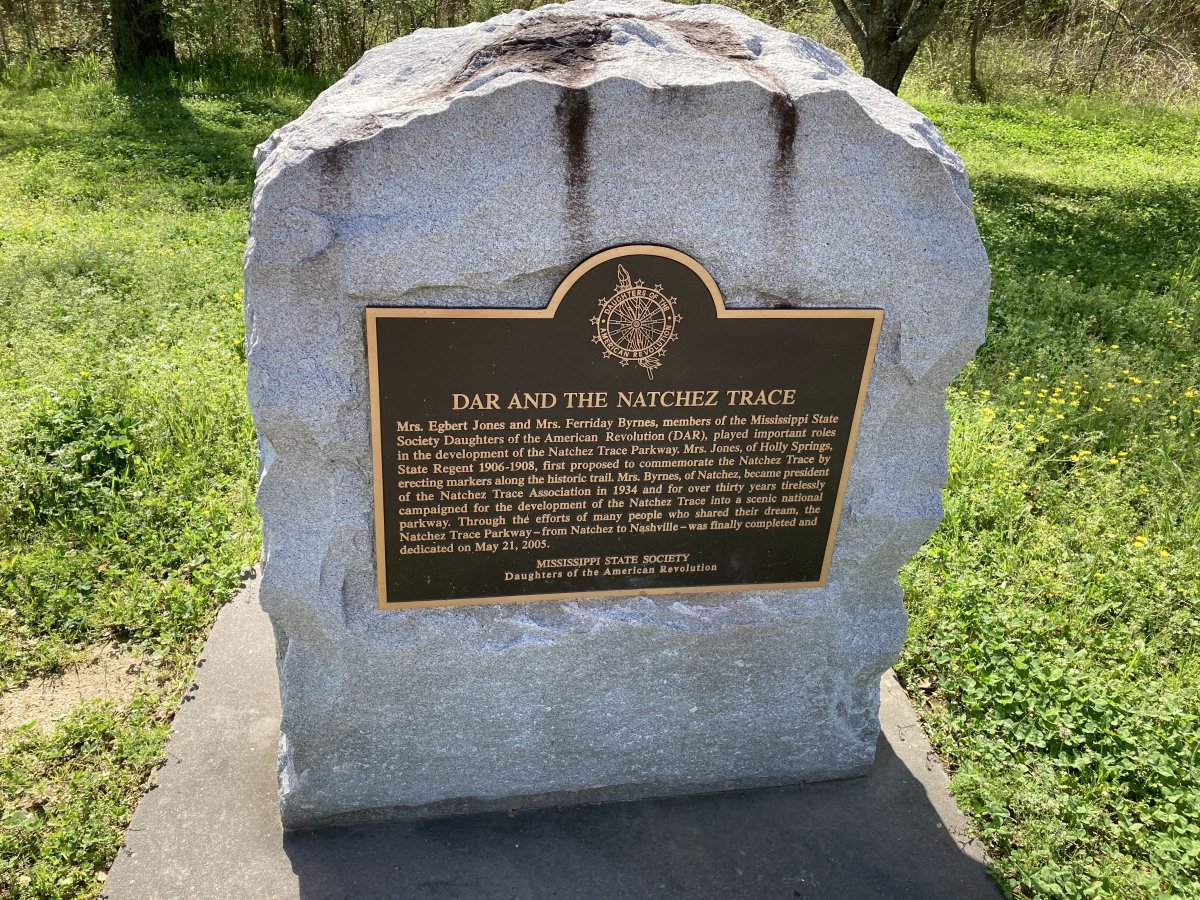 DAUGHTERS OF THE
AMERICAN REVOLUTION
DAR AND THE NATCHEZ TRACE
Mrs. Egbert Jones and Mrs. Ferriday Byrnes, members of the Mississippi State
Society Daughters of the American Revolution (DAR), played important roles
in the development of the Natchez Trace Parkway. Mrs. Jones, of Holly Springs,
State Regent 1906-1908, first proposed to commemorate the Natchez Trace by
erecting markers along the historic trail. Mrs. Byrnes, of Natchez, became president
of the Natchez Trace Association in 1934 and for over thirty years tirelessly
campaigned for the development of the Natchez Trace into a scenic national
parkway. Through the efforts of many people who shared their dream, the
Natchez Trace Parkway – from Natchez to Nashville – was finally completed and
dedicated on May 21, 2005.
MISSISSIPPI STATE SOCIETY
Daughters of the American Revolution